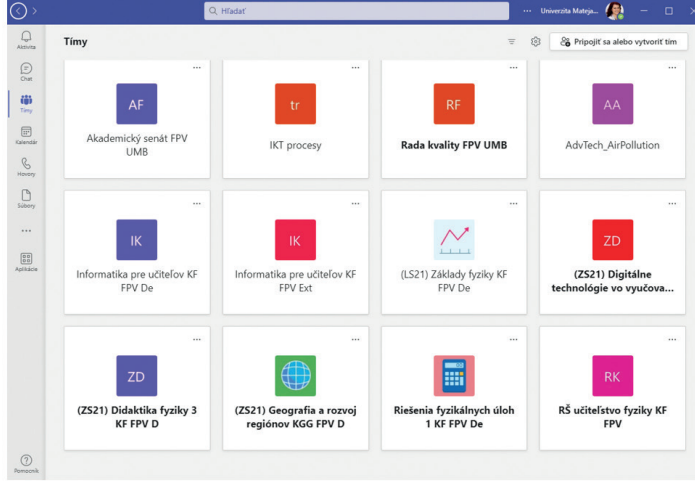 Hľadať
Univerzita Mateja...
Aktivita
Chat
Tímy
Kalendár
Hovory
Súbory
Aplikácie
Pomocník
Tímy
Pripojiť sa alebo vytvoriť tím
AF
Akademický senát FPV
UMB
tr
IKT procesy
RF
Rada kvality FPV UMB
AA
AdvTech_AirPollution
IK
Informatika pre učiteľov KF
FPV De
IK
Informatika pre učiteľov KF
FPV Ext
(LS21) Základy fyziky KF
FPV De
ZD
(ZS21) Digitálne
technológie vo vyučova...
ZD
(ZS21) Didaktika fyziky 3
KF FPV D
(ZS21) Geografia a rozvoj
regiónov KGG FPV D
Riešenia fyzikálnych úloh
1 KF FPV De
RK
RŠ učiteľstvo fyziky KF
FPV